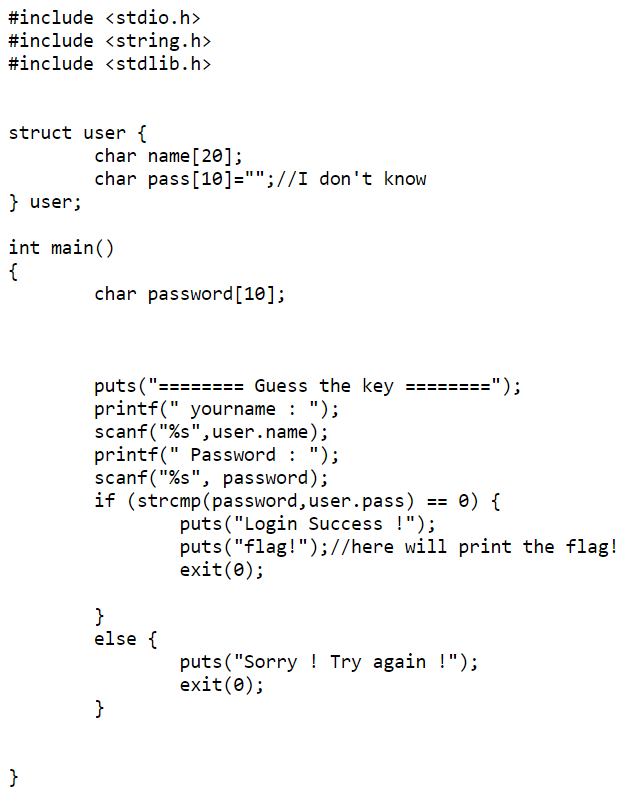 #include <stdio.h>
#include <string.h>
#include <stdlib.h>
struct user {
        char name[20];
        char pass[10]="";//I don't know
} user;
int main()
{
        char password[10];
        puts("======== Guess the key ========");
        printf(" yourname : ");
        scanf("%s",user.name);
        printf(" Password : ");
        scanf("%s", password);
        if (strcmp(password,user.pass) == 0) {
                puts("Login Success !");
                puts("flag!");//here will print the flag!
                exit(0);
        }
        else {
                puts("Sorry ! Try again !");
                exit(0);
        }
}